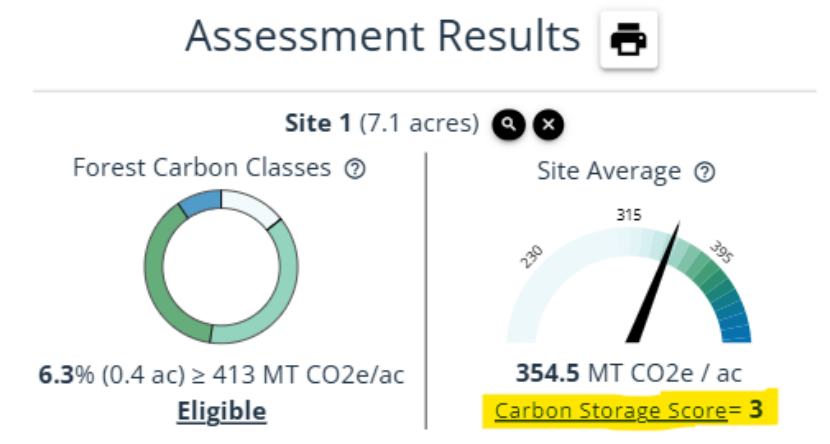 Assessment Results
Site 1 (7.1 acres)
Forest Carbon Classes ?
6.3% (0.4 ac) ≥ 413 MT CO2e/ac
Eligible
Site Average ?
230
315
395
354.5 MT CO2e / ac
Carbon Storage Score= 3